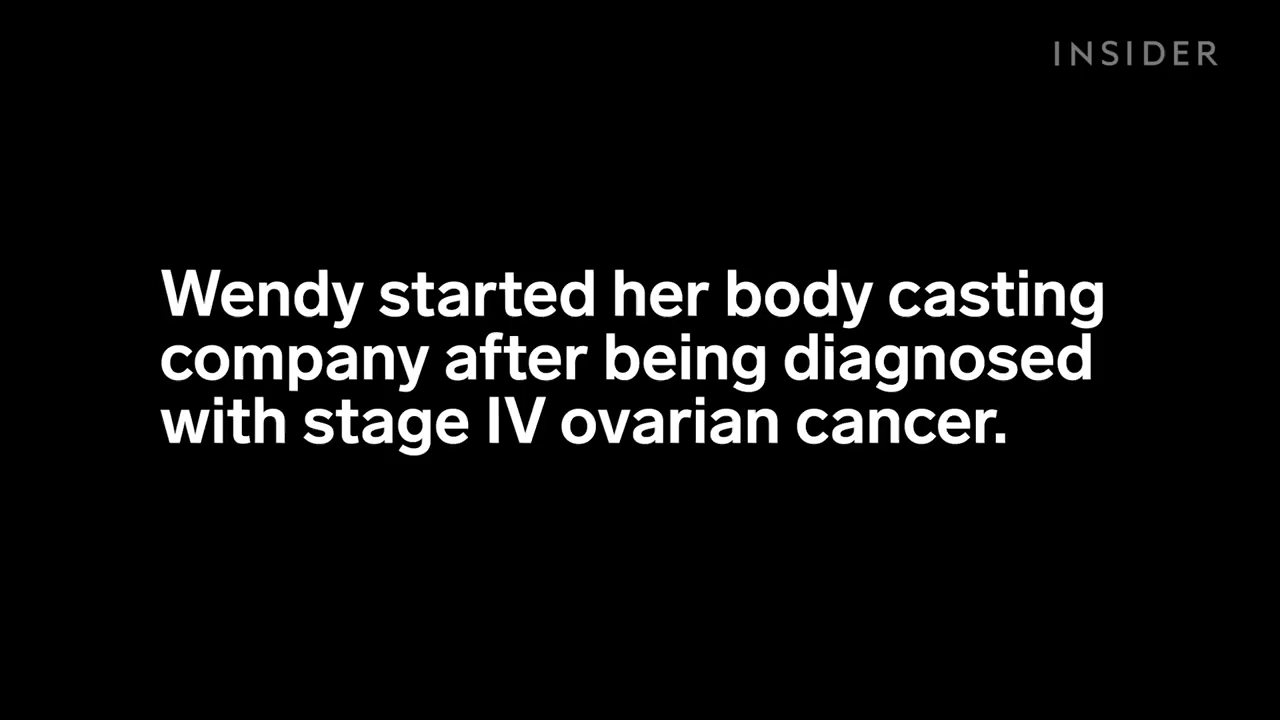 INSIDER
Wendy started her body casting
company after being diagnosed
with stage IV ovarian cancer.